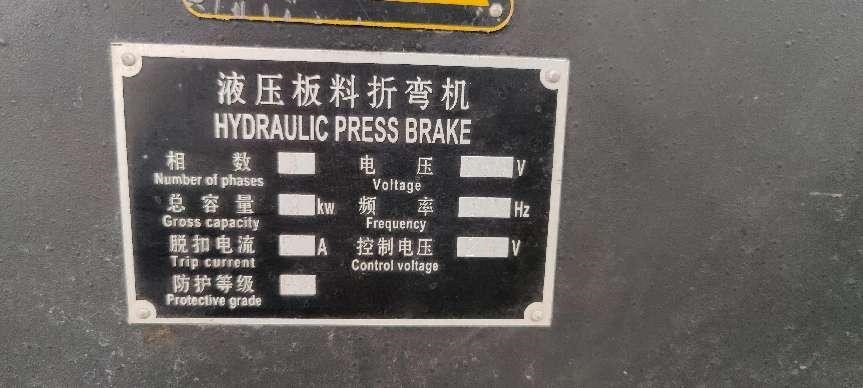 液压板料折弯机
HYDRAULIC PRESS BRAKE
相数 电压 V
Number of phases Voltage
总容量 kw 频率 Hz
Gross capacity Frequency
脱扣电流 A 控制电压 V
Trip current Control voltage
防护等级
Protective grade